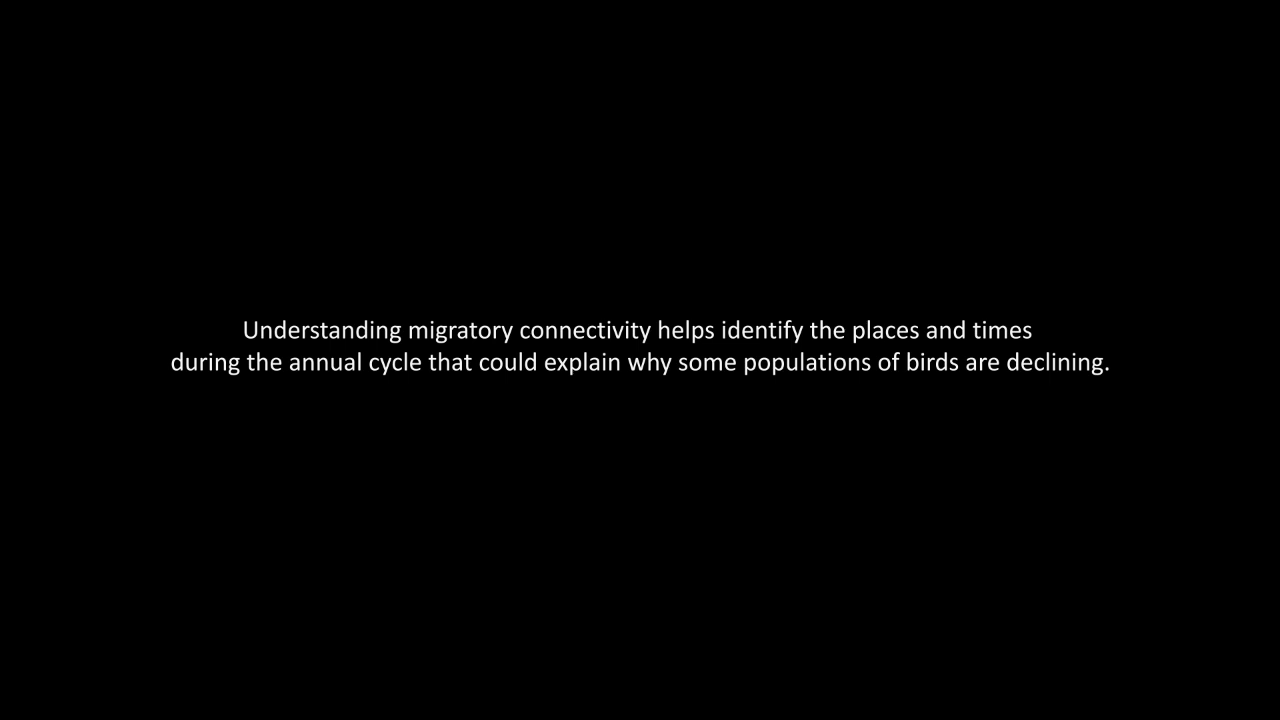 Understanding migratory connectivity helps identify the places and times
during the annual cycle that could explain why some populations of birds are declining.